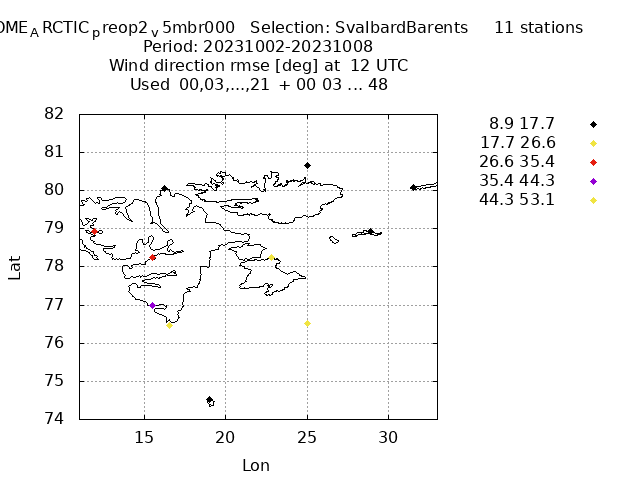 OME_A RCTIC_p reop2_v 5mbr000 Selection: SvalbardBarents 11 stations
Period: 20231002-20231008
Wind direction rmse [deg] at 12 UTC
Used 00,03,...,21 + 00 03 ... 48
8.9 17.7
17.7 26.6
26.6 35.4
35.4 44.3
44.3 53.1
82
81
80
79
78
77
76
75
74
Lat
15 20 25 30
Lon